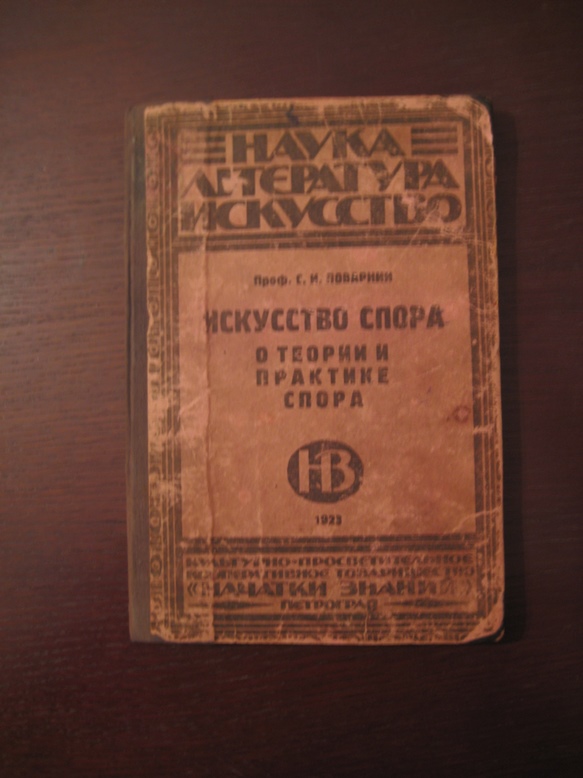 НАУКА
ЛИТЕРАТУРА
ИСКУССТВО
Проф. С. И. ПОВАРНИН
ИСКУССТВО СПОРА
О ТЕОРИИ И
ПРАКТИКЕ
СПОРА
НЗ
1923
КУЛЬТУРНО-ПРОСВЕТИТЕЛЬНОЕ
КООПЕРАТИВНОЕ ТОВАРИЩЕСТВО
«НАЧАТКИ ЗНАНИЙ»
ПЕТРОГРАД